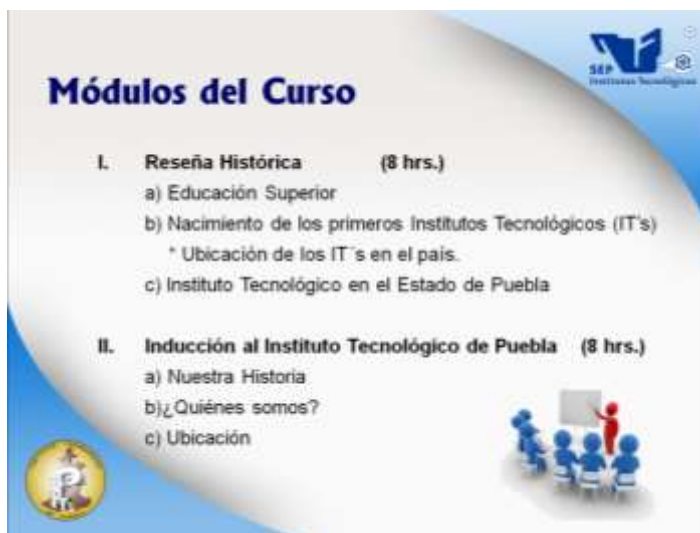 SEP
Institutos Tecnológicos
Módulos del Curso
I. Reseña Histórica (8 hrs.)
a) Educación Superior
b) Nacimiento de los primeros Institutos Tecnológicos (IT's)
* Ubicación de los IT´s en el país.
c) Instituto Tecnológico en el Estado de Puebla
II. Inducción al Instituto Tecnológico de Puebla (8 hrs.)
a) Nuestra Historia
b)¿Quiénes somos?
c) Ubicación